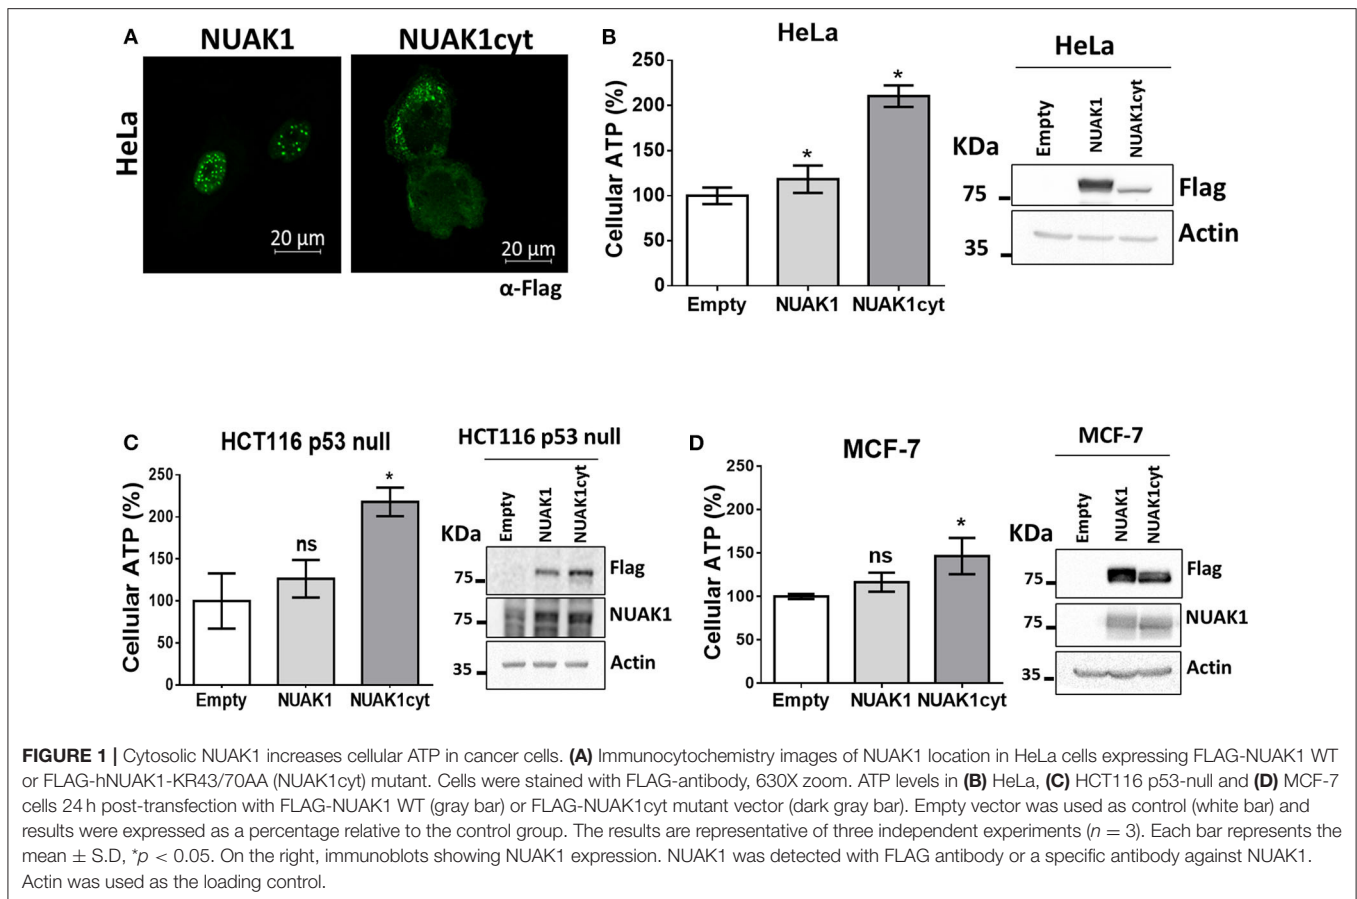 A
NUAK1
NUAK1cyt
HeLa
20 µm
20 µm
α-Flag
B
HeLa
Cellular ATP (%)
250
200
150
100
50
0
*
*
Empty
NUAK1
NUAK1cyt
HeLa
Empty
NUAK1
NUAK1cyt
KDa
75
Flag
35
Actin
C
HCT116 p53 null
Cellular ATP (%)
250
200
150
100
50
0
ns
*
Empty
NUAK1
NUAK1cyt
HCT116 p53 null
Empty
NUAK1
NUAK1cyt
KDa
75
Flag
75
NUAK1
35
Actin
D
MCF-7
Cellular ATP (%)
250
200
150
100
50
0
ns
*
Empty
NUAK1
NUAK1cyt
MCF-7
Empty
NUAK1
NUAK1cyt
KDa
75
Flag
75
NUAK1
35
Actin
FIGURE 1 | Cytosolic NUAK1 increases cellular ATP in cancer cells. (A) Immunocytochemistry images of NUAK1 location in HeLa cells expressing FLAG-NUAK1 WT
or FLAG-hNUAK1-KR43/70AA (NUAK1cyt) mutant. Cells were stained with FLAG-antibody, 630X zoom. ATP levels in (B) HeLa, (C) HCT116 p53-null and (D) MCF-7
cells 24 h post-transfection with FLAG-NUAK1 WT (gray bar) or FLAG-NUAK1cyt mutant vector (dark gray bar). Empty vector was used as control (white bar) and
results were expressed as a percentage relative to the control group. The results are representative of three independent experiments (n = 3). Each bar represents the
mean ± S.D, *p < 0.05. On the right, immunoblots showing NUAK1 expression. NUAK1 was detected with FLAG antibody or a specific antibody against NUAK1.
Actin was used as the loading control.